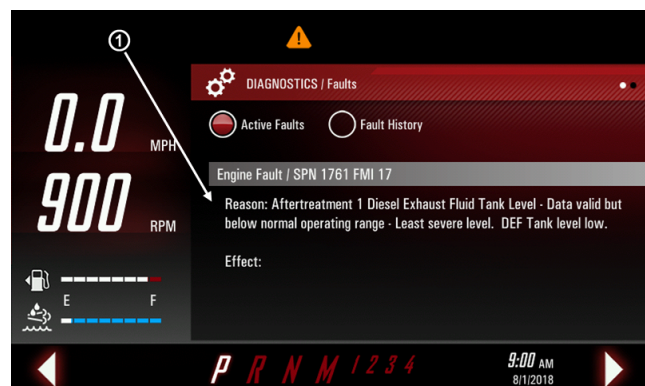 1
DIAGNOSTICS / Faults
Active Faults Fault History
0.0 MPH
Engine Fault / SPN 1761 FMI 17
900 RPM
Reason: Aftertreatment 1 Diesel Exhaust Fluid Tank Level - Data valid but
below normal operating range - Least severe level. DEF Tank level low.
Effect:
E F
P R N M 1 2 3 4
9:00 AM
8/1/2018